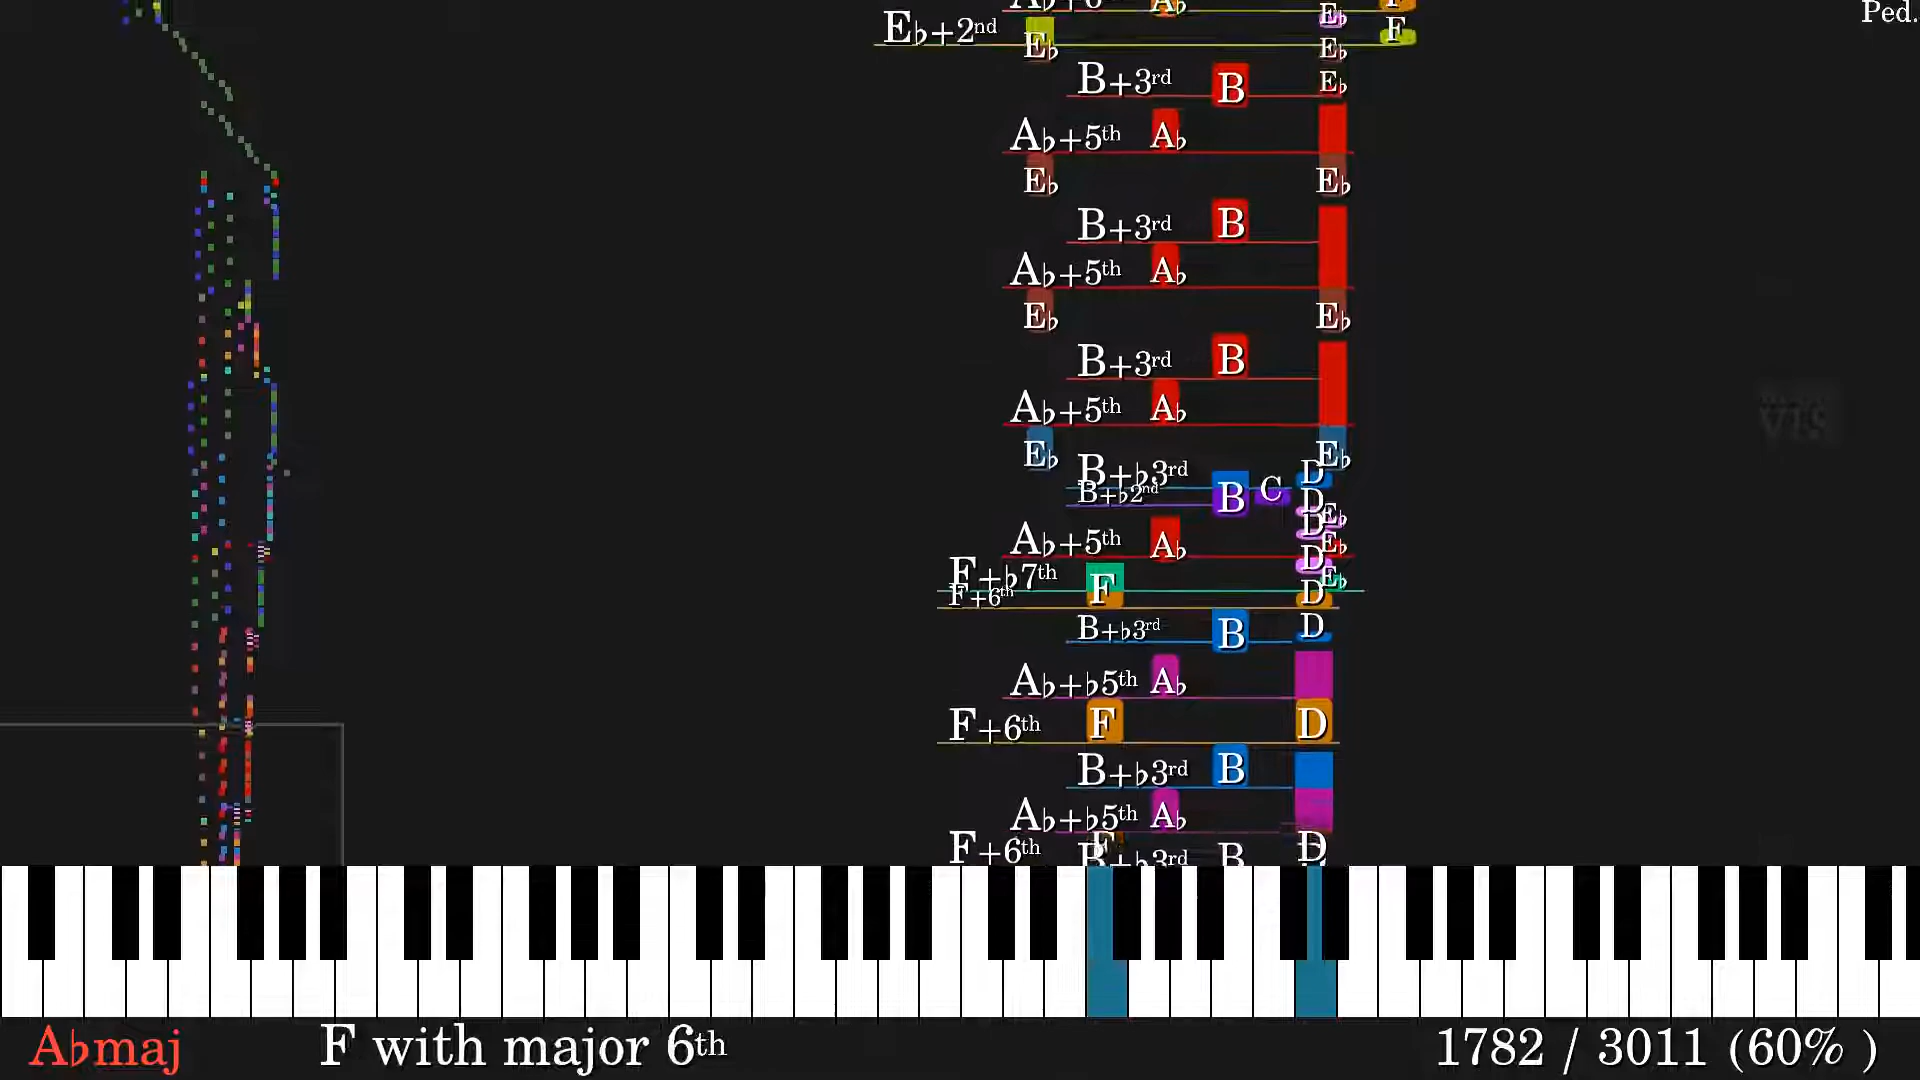 A♭+6th A♭ E♭ F Ped.
E♭+2nd E♭ E♭ F
B+3rd B E♭
A♭+5th A♭
E♭ E♭
B+3rd B
A♭+5th A♭
E♭ E♭
B+3rd B
A♭+5th A♭
E♭ E♭
B+♭3rd D
B+♭2nd B C D
E♭
D
A♭+5th A♭ E♭
D
F+♭7th F E♭
F+6th D
B+♭3rd B D
A♭+♭5th A♭
F+6th F D
B+♭3rd B
A♭+♭5th A♭
F+6th F D
B+♭3rd B
A♭maj F with major 6th 1782 / 3011 (60% )